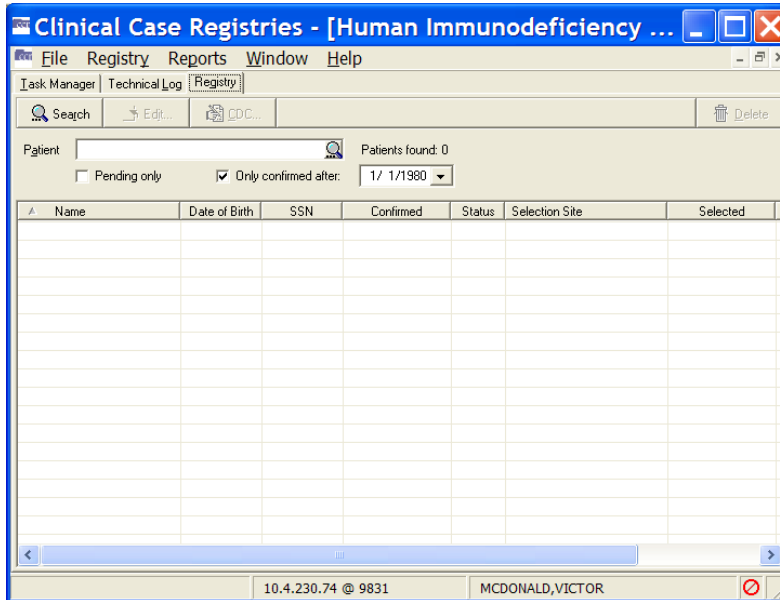 Clinical Case Registries - [Human Immunodeficiency ...
File Registry Reports Window Help
Task Manager Technical Log Registry
Search Edit... CDC... Delete
Patient Patients found: 0
Pending only Only confirmed after: 1/ 1/1980
Name Date of Birth SSN Confirmed Status Selection Site Selected
10.4.230.74 @ 9831 MCDONALD,VICTOR